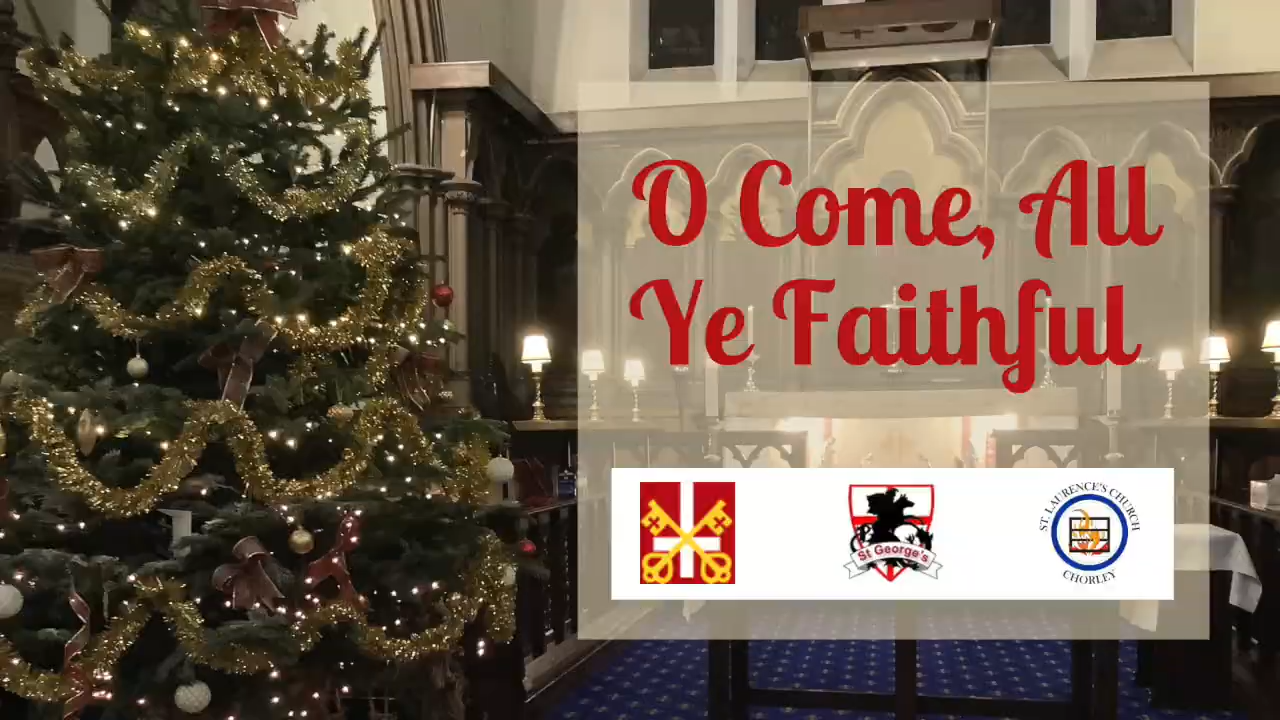 O Come, All
Ye Faithful
St George's
ST. LAURENCE'S CHURCH
CHORLEY